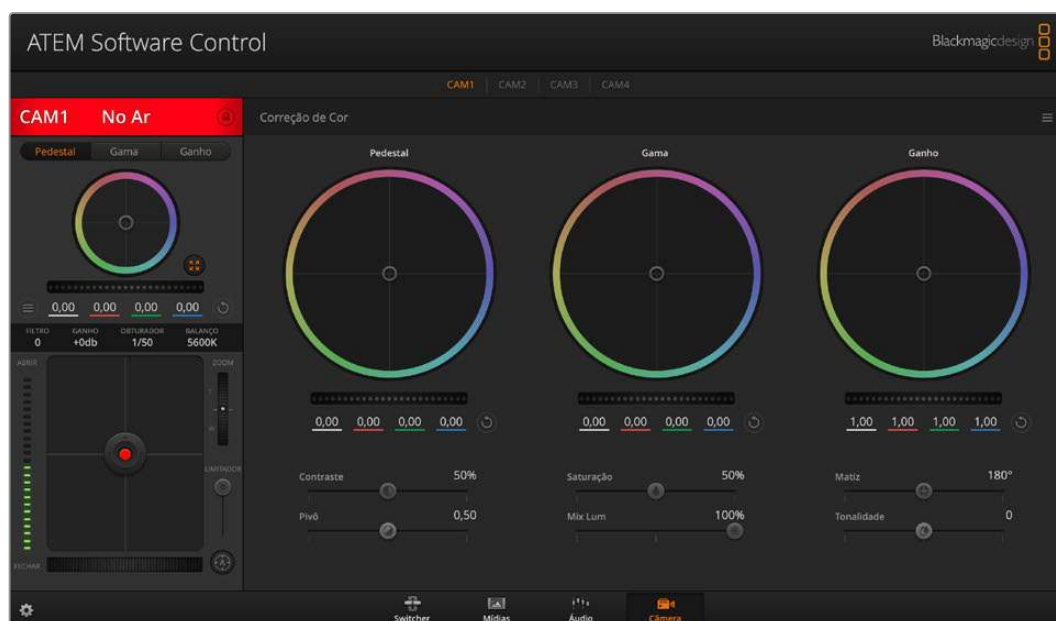 ATEM Software Control
Blackmagicdesign
CAM1 CAM2 CAM3 CAM4
CAM1 No Ar
Correção de Cor
Pedestal Gama Ganho
Pedestal Gama Ganho
0,00 0,00 0,00 0,00
FILTRO GANHO OBTURADOR BALANÇO
0 +0db 1/50 5600K
ABRIR ZOOM
T
W
LIMITADOR
A
FECHAR
0,00 0,00 0,00 0,00
0,00 0,00 0,00 0,00
1,00 1,00 1,00 1,00
Contraste 50%
Pivô 0,50
Saturação 50%
Mix Lum 100%
Matiz 180°
Tonalidade 0
Switcher Mídias Áudio Câmera